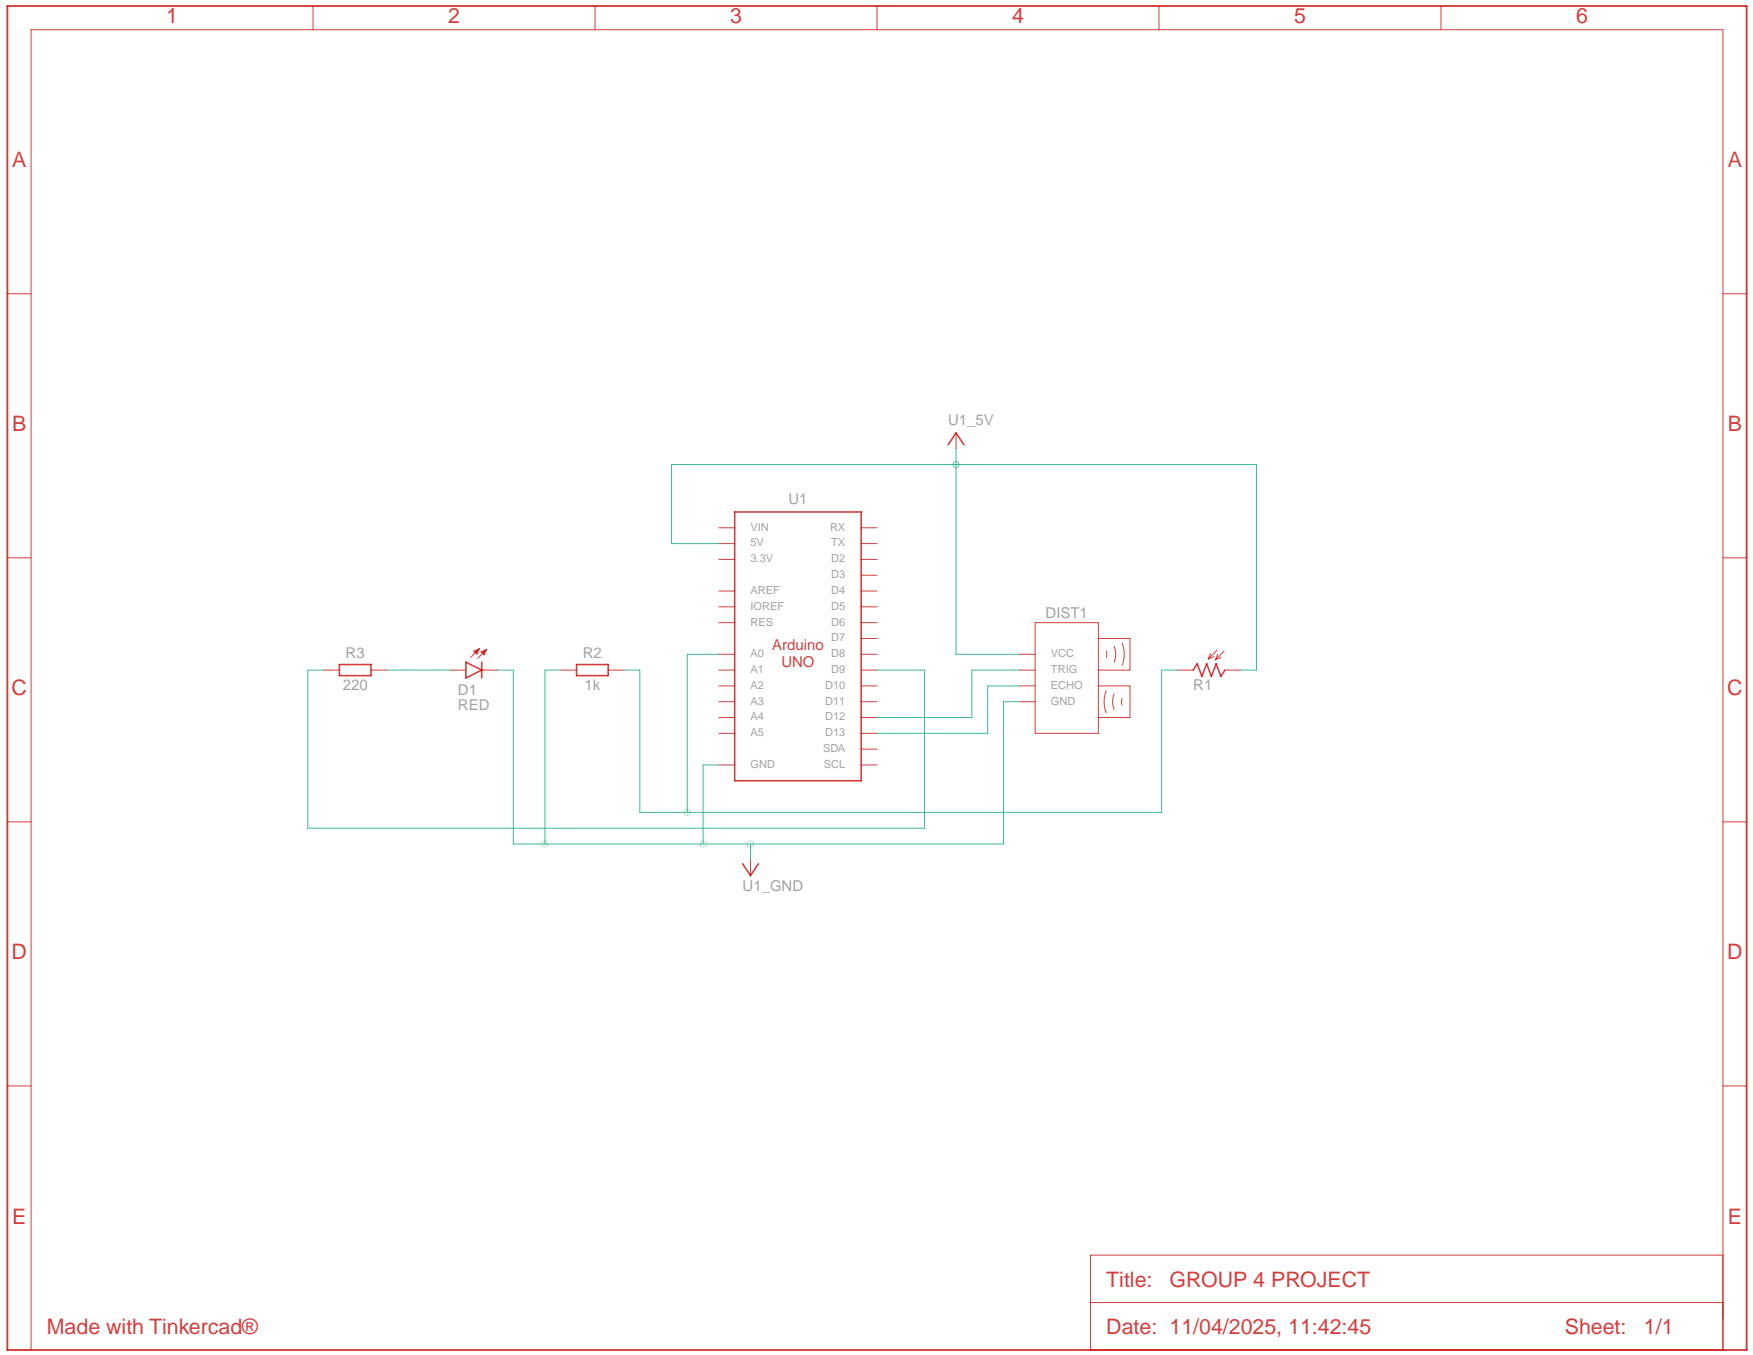 1 2 3 4 5 6
A A
B B
U1_5V
U1
VIN RX
5V TX
3.3V D2
D3
AREF D4
IOREF D5
RES D6
D7
Arduino
UNO
A0 D8
A1 D9
A2 D10
A3 D11
A4 D12
A5 D13
SDA
GND SCL
DIST1
VCC
TRIG
ECHO
GND
R3
220
D1
RED
R2
1k
R1
C C
U1_GND
D D
E E
Title: GROUP 4 PROJECT
Made with Tinkercad®
Date: 11/04/2025, 11:42:45 Sheet: 1/1